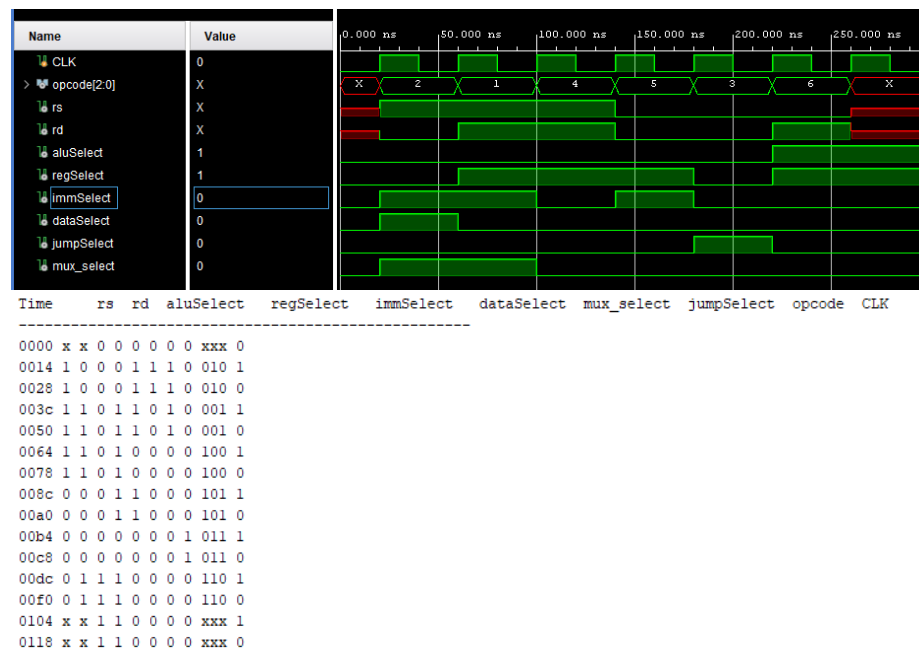 Name Value
0.000 ns 50.000 ns 100.000 ns 150.000 ns 200.000 ns 250.000 ns
CLK 0
opcode[2:0] X X 2 1 4 5 3 6 X
rs X
rd X
aluSelect 1
regSelect 1
immSelect 0
dataSelect 0
jumpSelect 0
mux_select 0
Time rs rd aluSelect regSelect immSelect dataSelect mux_select jumpSelect opcode CLK
------------------------------------------------------
0000 x x 0 0 0 0 0 0 xxx 0
0014 1 0 0 0 1 1 1 0 010 1
0028 1 0 0 0 1 1 1 0 010 0
003c 1 1 0 1 1 0 1 0 001 1
0050 1 1 0 1 1 0 1 0 001 0
0064 1 1 0 1 0 0 0 0 100 1
0078 1 1 0 1 0 0 0 0 100 0
008c 0 0 0 1 1 0 0 0 101 1
00a0 0 0 0 1 1 0 0 0 101 0
00b4 0 0 0 0 0 0 0 1 011 1
00c8 0 0 0 0 0 0 0 1 011 0
00dc 0 1 1 1 0 0 0 0 110 1
00f0 0 1 1 1 0 0 0 0 110 0
0104 x x 1 1 0 0 0 0 xxx 1
0118 x x 1 1 0 0 0 0 xxx 0